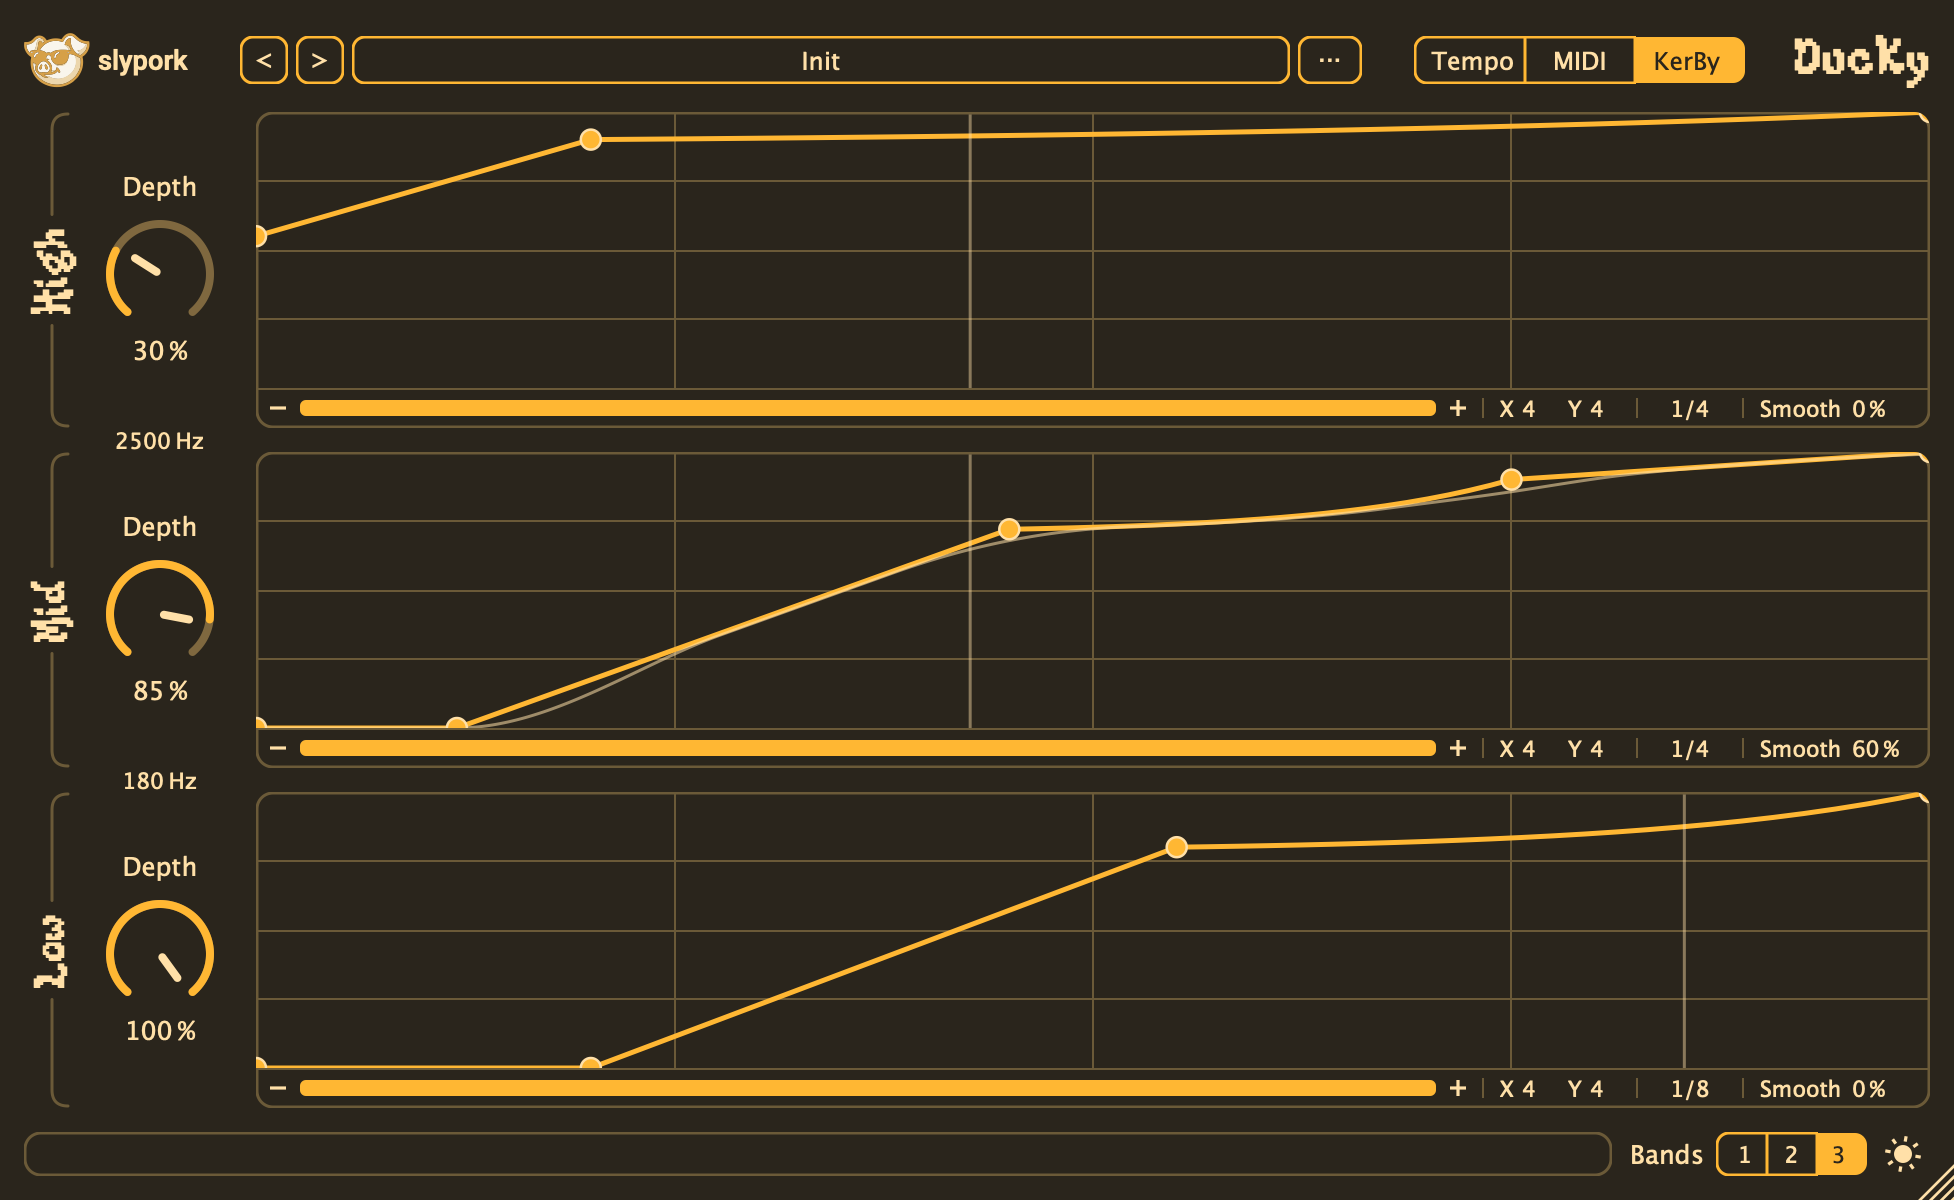 slypork
< > Init ... Tempo MIDI KerBy
Ducky
High
Depth
30 %
− + X 4 Y 4 1/4 Smooth 0 %
2500 Hz
Mid
Depth
85 %
− + X 4 Y 4 1/4 Smooth 60 %
180 Hz
Low
Depth
100 %
− + X 4 Y 4 1/8 Smooth 0 %
Bands 1 2 3